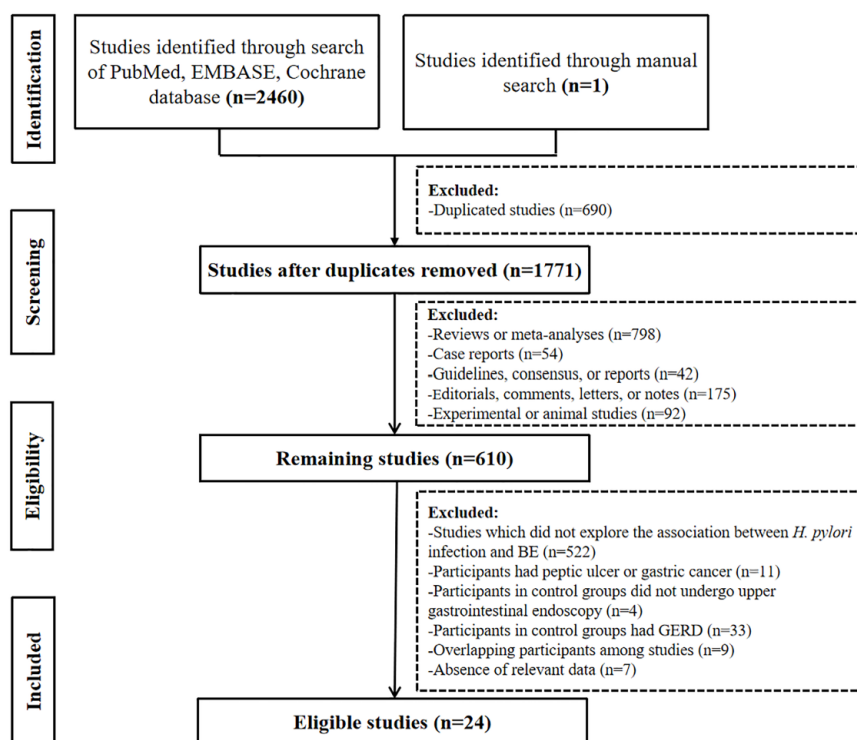 Identification
Studies identified through search
of PubMed, EMBASE, Cochrane
database (n=2460)
Studies identified through manual
search (n=1)
Excluded:
-Duplicated studies (n=690)
Screening
Studies after duplicates removed (n=1771)
Excluded:
-Reviews or meta-analyses (n=798)
-Case reports (n=54)
-Guidelines, consensus, or reports (n=42)
-Editorials, comments, letters, or notes (n=175)
-Experimental or animal studies (n=92)
Eligibility
Remaining studies (n=610)
Excluded:
-Studies which did not explore the association between H. pylori
infection and BE (n=522)
-Participants had peptic ulcer or gastric cancer (n=11)
-Participants in control groups did not undergo upper
gastrointestinal endoscopy (n=4)
-Participants in control groups had GERD (n=33)
-Overlapping participants among studies (n=9)
-Absence of relevant data (n=7)
Included
Eligible studies (n=24)